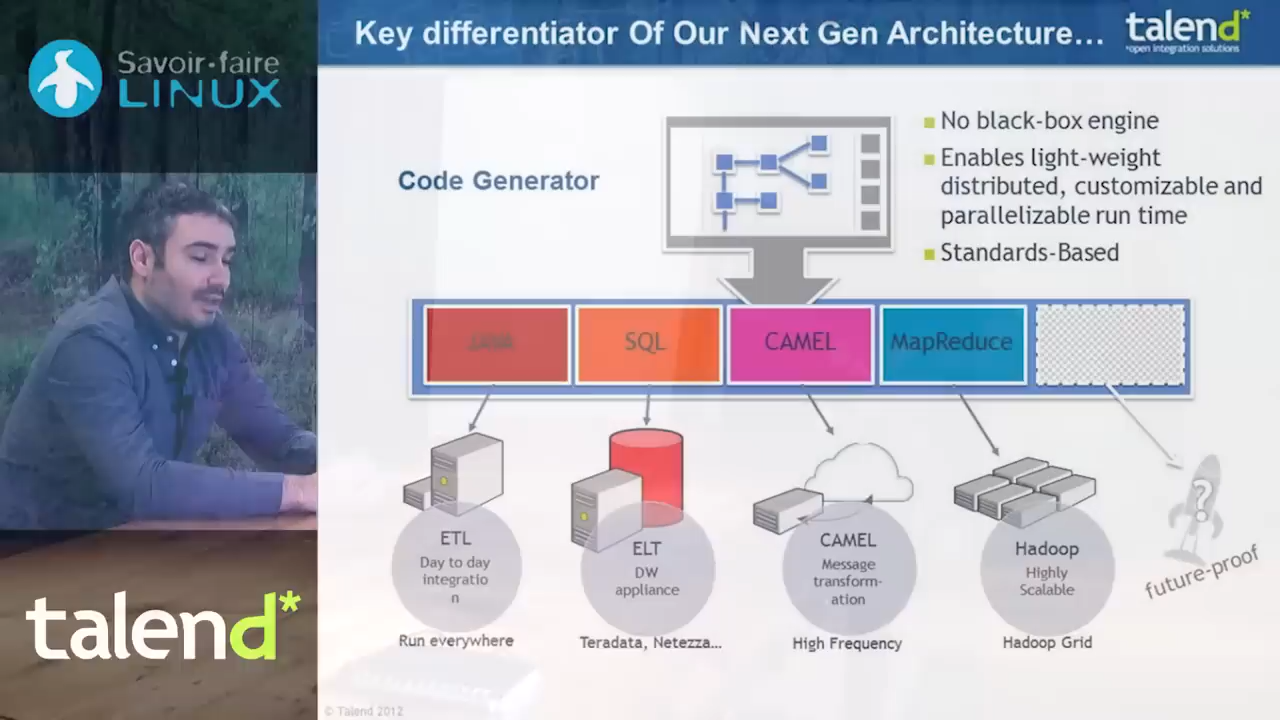 Savoir-faire
LINUX
talend*
Key differentiator Of Our Next Gen Architecture...
talend*
*open integration solutions
Code Generator
No black-box engine
Enables light-weight
distributed, customizable and
parallelizable run time
Standards-Based
SQL
CAMEL
MapReduce
ETL
Day to day
integratio
n
Run everywhere
ELT
DW
appliance
Teradata, Netezza...
CAMEL
Message
transform-
ation
High Frequency
Hadoop
Highly
Scalable
Hadoop Grid
?
future-proof
© Talend 2012